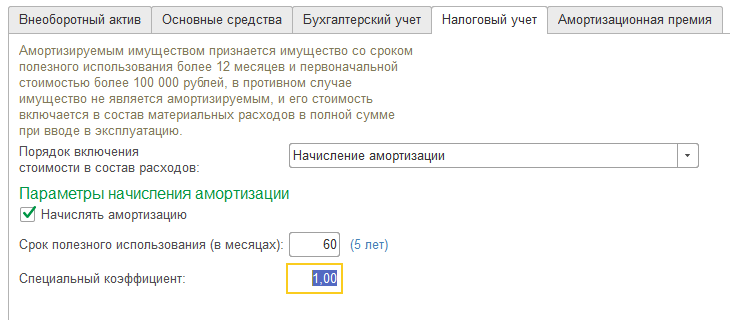 Внеоборотный актив Основные средства Бухгалтерский учет Налоговый учет Амортизационная премия
Амортизируемым имуществом признается имущество со сроком
полезного использования более 12 месяцев и первоначальной
стоимостью более 100 000 рублей, в противном случае
имущество не является амортизируемым, и его стоимость
включается в состав материальных расходов в полной сумме
при вводе в эксплуатацию.
Порядок включения
стоимости в состав расходов: Начисление амортизации
Параметры начисления амортизации
Начислять амортизацию
Срок полезного использования (в месяцах): 60 (5 лет)
Специальный коэффициент: 1,00